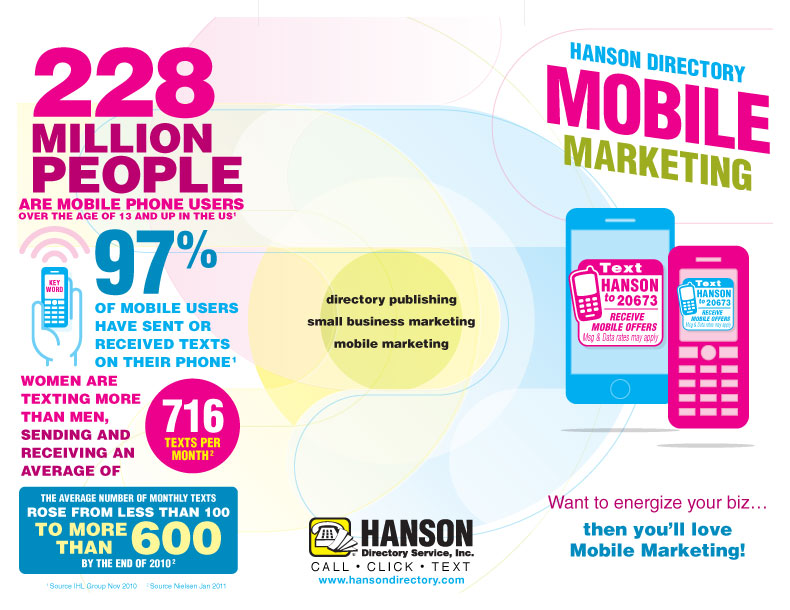 228
MILLION
PEOPLE
ARE MOBILE PHONE USERS
OVER THE AGE OF 13 AND UP IN THE US¹
KEY
WORD
97%
OF MOBILE USERS
HAVE SENT OR
RECEIVED TEXTS
ON THEIR PHONE¹
WOMEN ARE
TEXTING MORE
THAN MEN,
SENDING AND
RECEIVING AN
AVERAGE OF
716
TEXTS PER
MONTH²
THE AVERAGE NUMBER OF MONTHLY TEXTS
ROSE FROM LESS THAN 100
TO MORE
THAN 600
BY THE END OF 2010²
¹ Source IHL Group Nov 2010 ² Source Nielsen Jan 2011
directory publishing
small business marketing
mobile marketing
HANSON
Directory Service, Inc.
CALL • CLICK • TEXT
www.hansondirectory.com
HANSON DIRECTORY
MOBILE
MARKETING
Text
HANSON
to 20673
RECEIVE
MOBILE OFFERS
Msg & Data rates may apply
Text
HANSON
to 20673
RECEIVE
MOBILE OFFERS
Msg & Data rates may apply
Want to energize your biz...
then you'll love
Mobile Marketing!